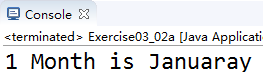 Console
<terminated> Exercise03_02a [Java Applicati
1 Month is Januaray